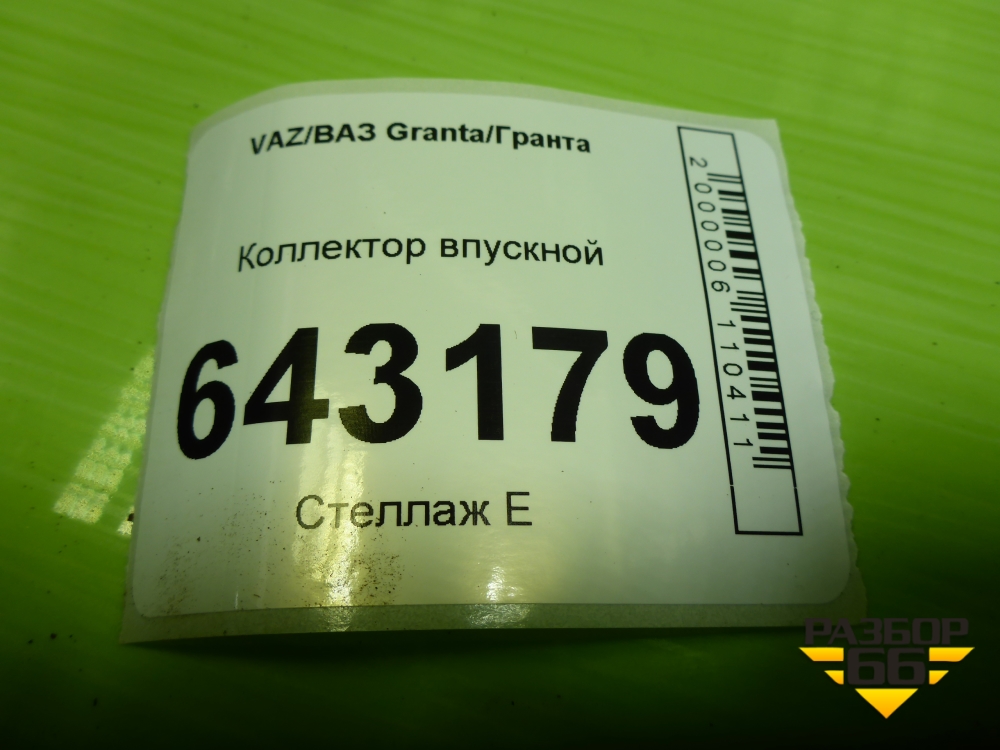 VAZ/ВАЗ Granta/Гранта
Коллектор впускной
643179
Стеллаж E
2000006110411
РАЗБОР
66